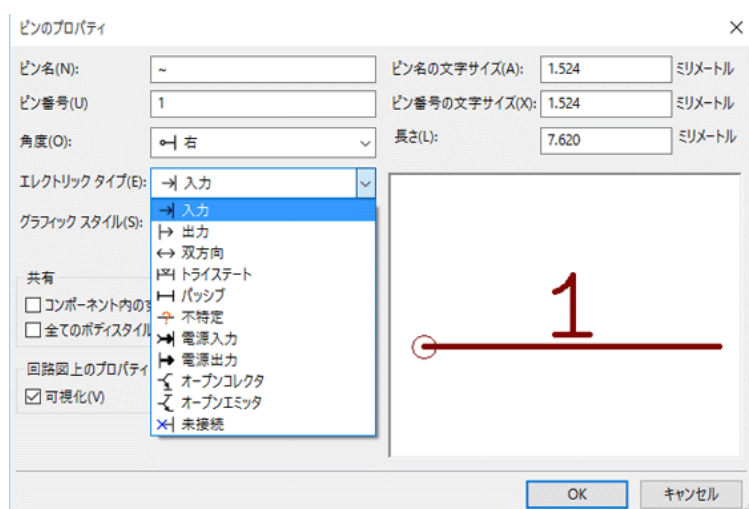 ピンのプロパティ
ピン名(N): ~ ピン名の文字サイズ(A): 1.524 ミリメートル
ピン番号(U) 1 ピン番号の文字サイズ(X): 1.524 ミリメートル
角度(O): 右 長さ(L): 7.620 ミリメートル
エレクトリック タイプ(E): 入力
グラフィック スタイル(S):
入力
出力
双方向
トライステート
パッシブ
不特定
電源入力
電源出力
オープンコレクタ
オープンエミッタ
未接続
共有
コンポーネント内の
全てのボディスタイル
回路図上のプロパティ
可視化(V)
1
OK キャンセル